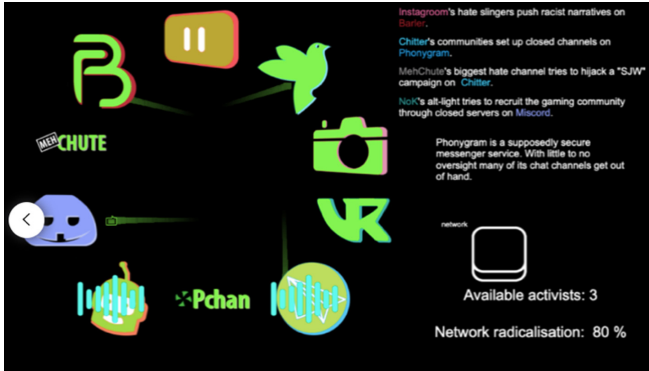 Instagroom's hate slingers push racist narratives on
Barler.
Chitter's communities set up closed channels on
Phonygram.
MehChute's biggest hate channel tries to hijack a "SJW"
campaign on Chitter.
NoK's alt-light tries to recruit the gaming community
through closed servers on Miscord.
MEHCHUTE
Phonygram is a supposedly secure
messenger service. With little to no
oversight many of its chat channels get out
of hand.
VR
network
Pchan
Available activists: 3
Network radicalisation: 80 %